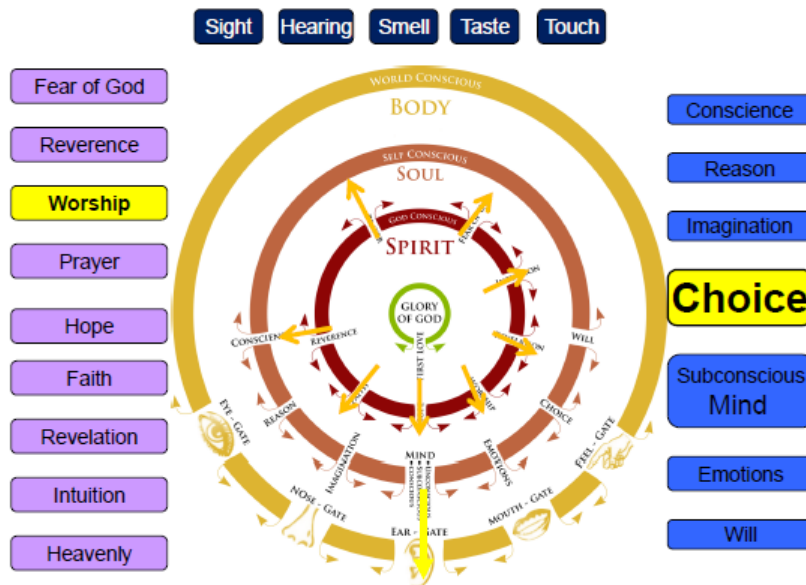 Sight
Hearing
Smell
Taste
Touch
Fear of God
Reverence
Worship
Prayer
Hope
Faith
Revelation
Intuition
Heavenly
WORLD CONSCIOUS
BODY
SELF CONSCIOUS
SOUL
GOD CONSCIOUS
SPIRIT
GLORY
OF GOD
FIRST LOVE
REVERENCE
WORSHIP
REASON
IMAGINATION
MIND
EMOTIONS
CHOICE
WILL
EYE - GATE
NOSE - GATE
EAR - GATE
MOUTH - GATE
FEEL - GATE
Conscience
Reason
Imagination
Choice
Subconscious
Mind
Emotions
Will